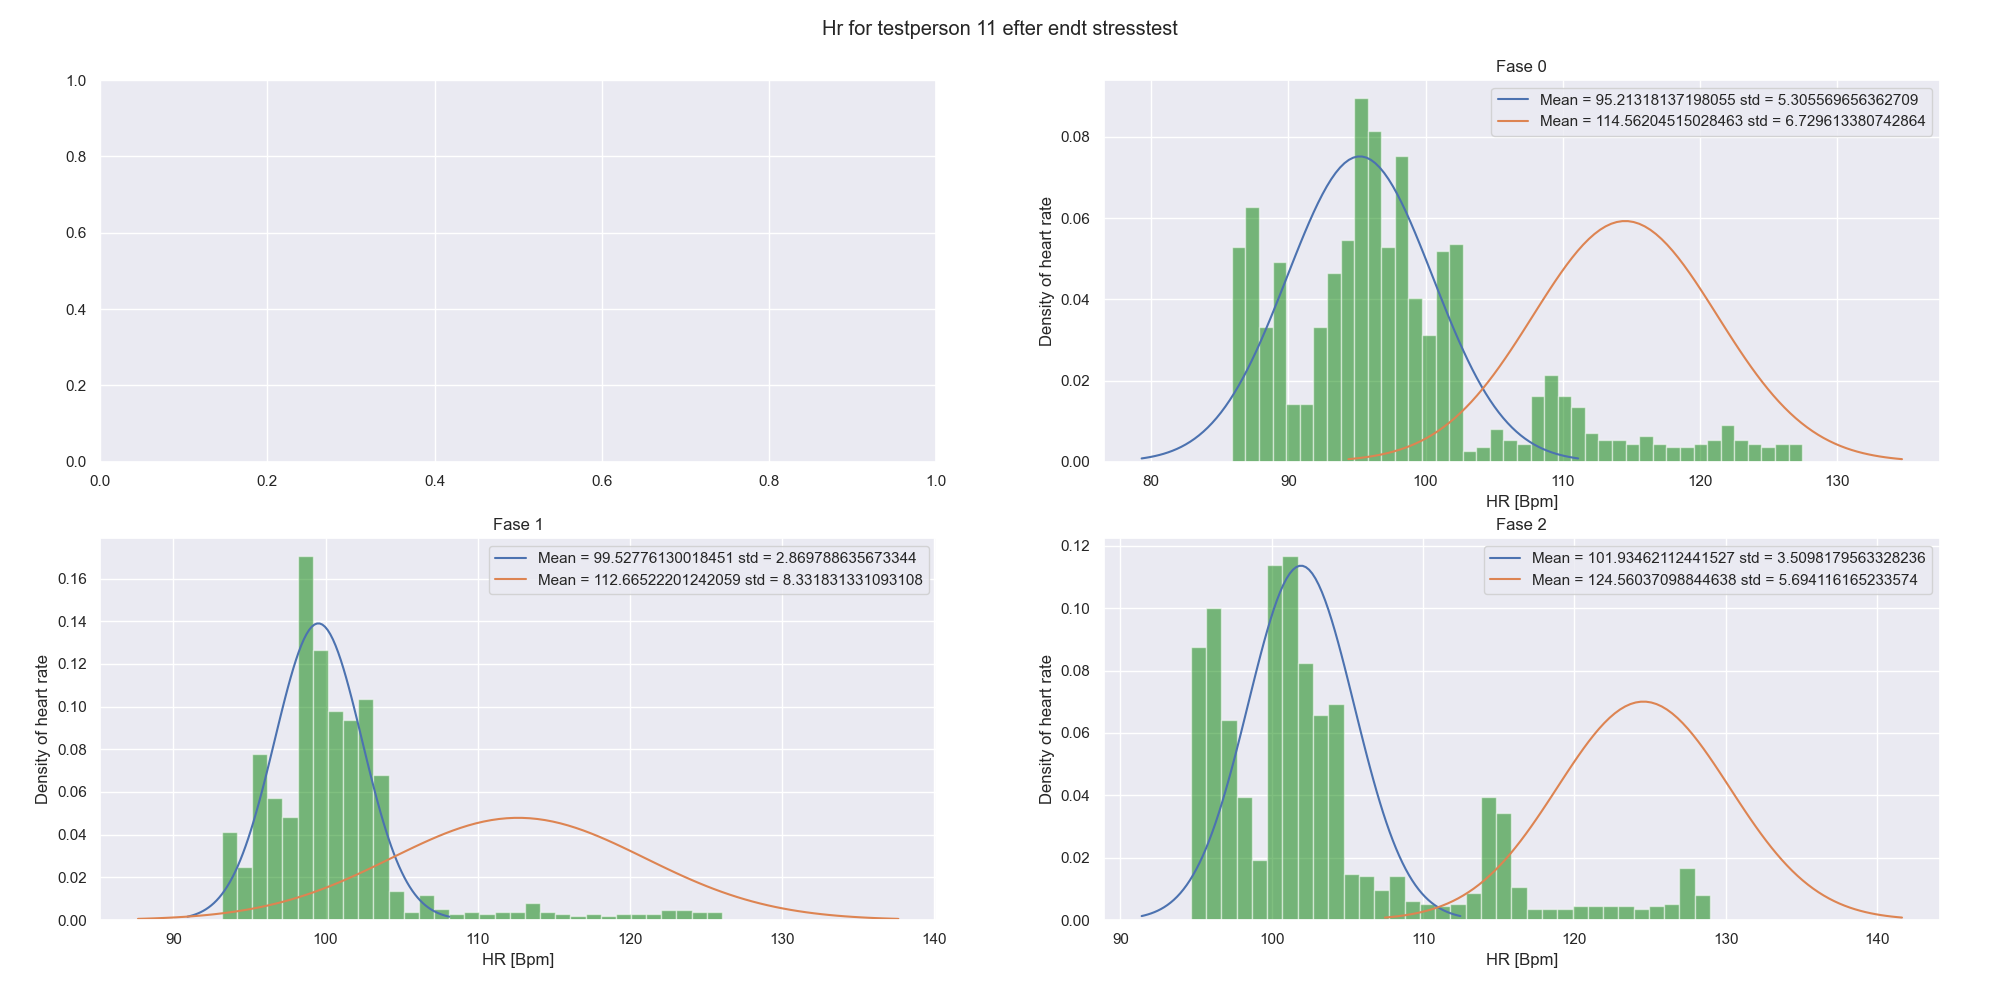 Hr for testperson 11 efter endt stresstest
1.0
0.8
0.6
0.4
0.2
0.0
0.0 0.2 0.4 0.6 0.8 1.0
Fase 0
Mean = 95.21318137198055 std = 5.305569656362709
Mean = 114.56204515028463 std = 6.729613380742864
Density of heart rate
0.08
0.06
0.04
0.02
0.00
80 90 100 110 120 130
HR [Bpm]
Fase 1
Mean = 99.52776130018451 std = 2.869788635673344
Mean = 112.66522201242059 std = 8.331831331093108
Density of heart rate
0.16
0.14
0.12
0.10
0.08
0.06
0.04
0.02
0.00
90 100 110 120 130 140
HR [Bpm]
Fase 2
Mean = 101.93462112441527 std = 3.5098179563328236
Mean = 124.56037098844638 std = 5.694116165233574
Density of heart rate
0.12
0.10
0.08
0.06
0.04
0.02
0.00
90 100 110 120 130 140
HR [Bpm]